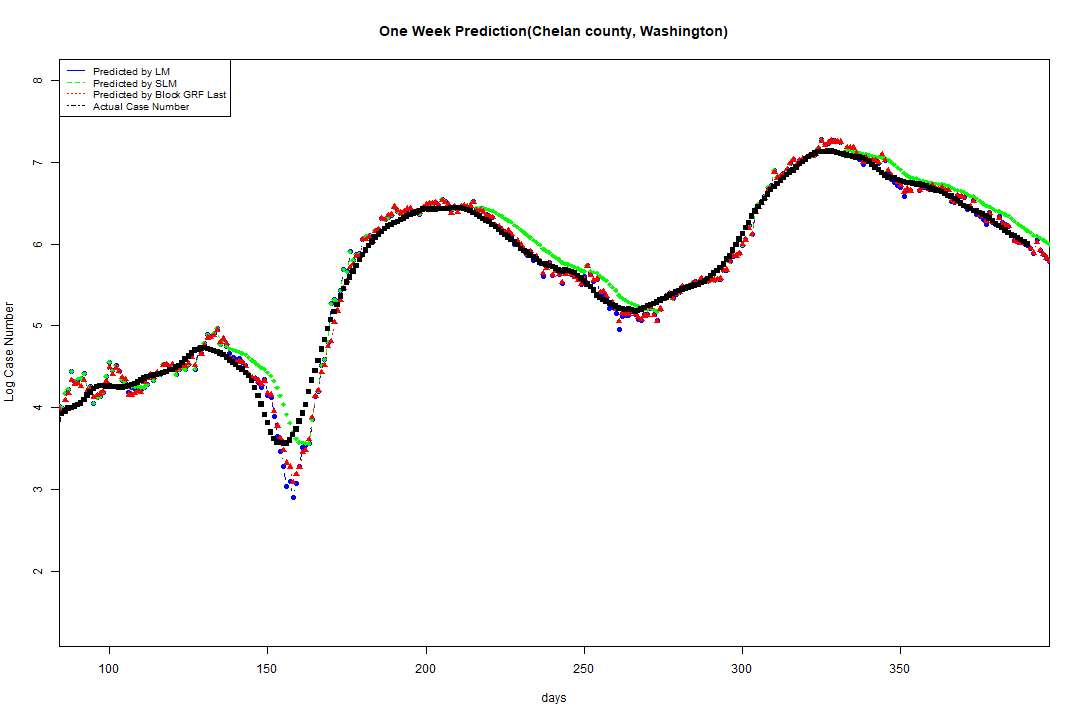 One Week Prediction(Chelan county, Washington)
Predicted by LM
Predicted by SLM
Predicted by Block GRF Last
Actual Case Number
8
7
6
5
4
3
2
Log Case Number
100 150 200 250 300 350
days